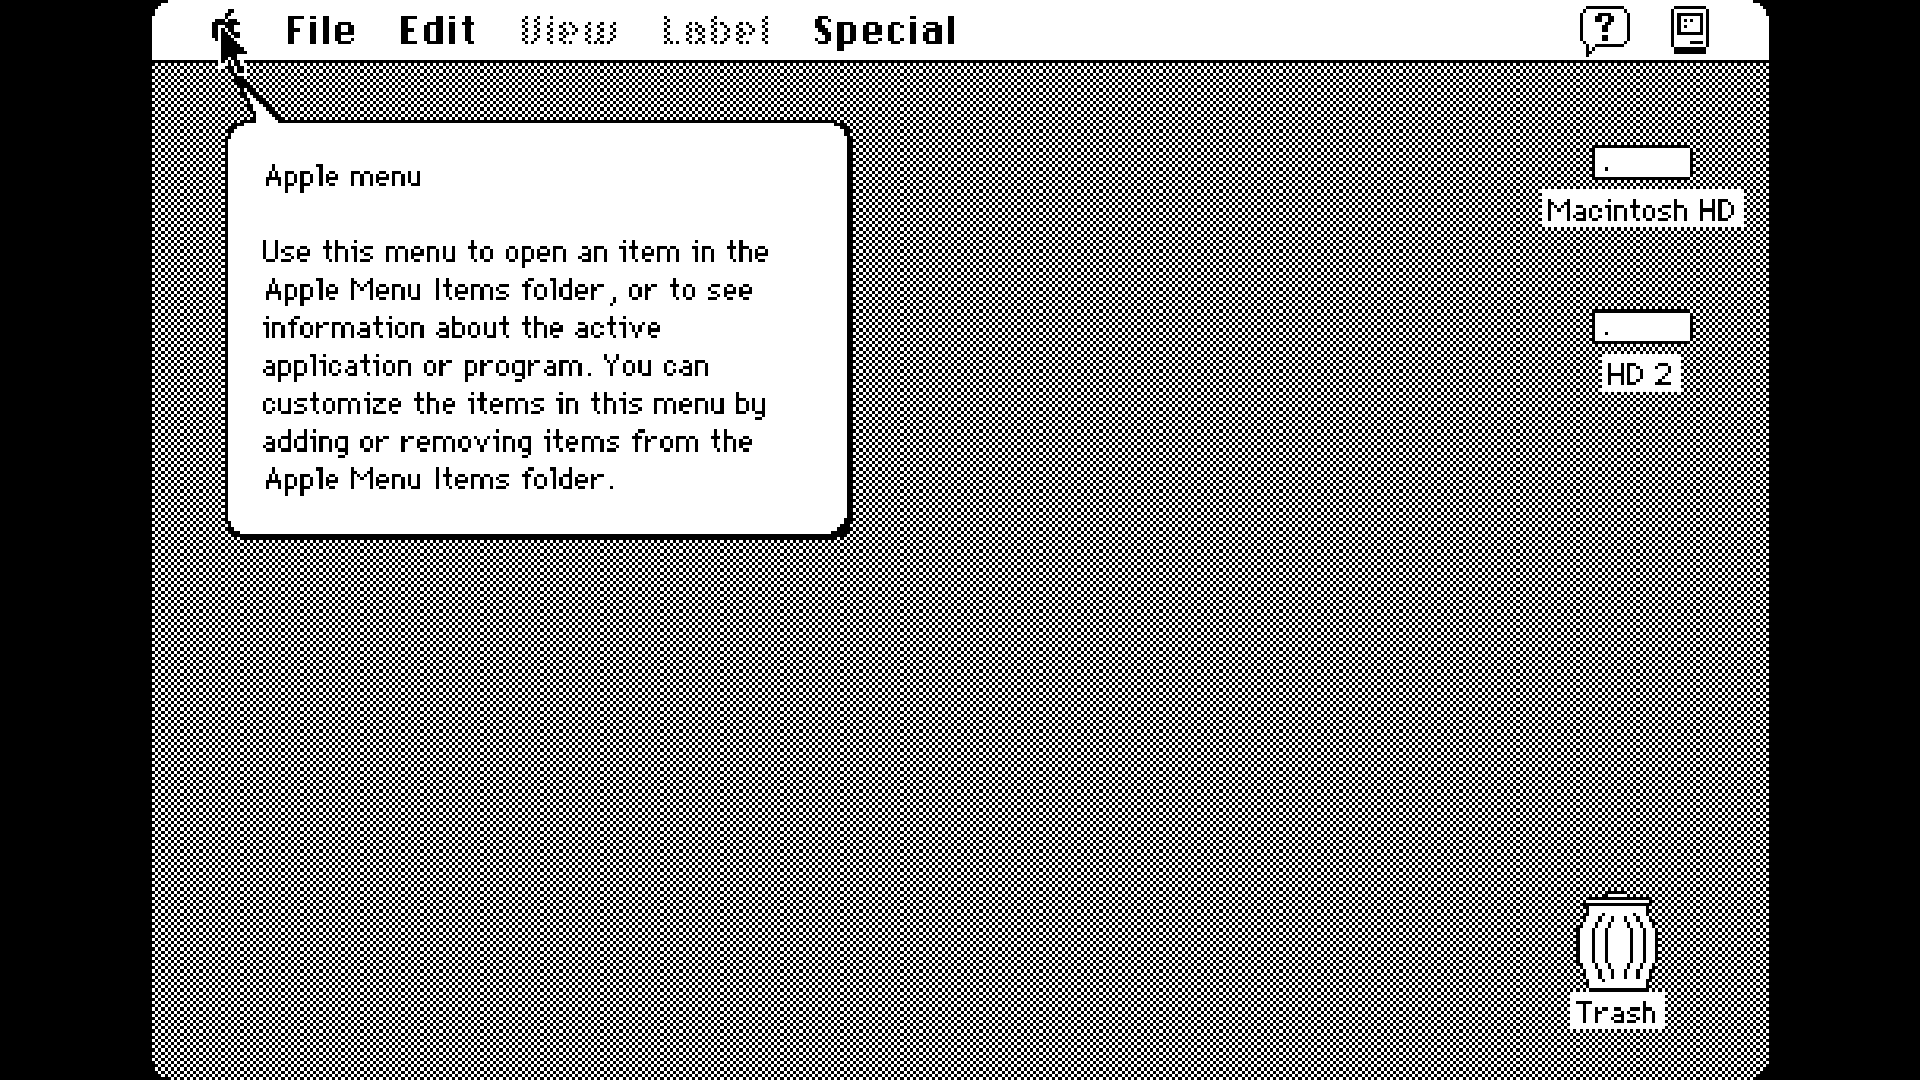 File Edit View Label Special ?
Apple menu
Use this menu to open an item in the
Apple Menu Items folder, or to see
information about the active
application or program. You can
customize the items in this menu by
adding or removing items from the
Apple Menu Items folder.
Macintosh HD
HD 2
Trash